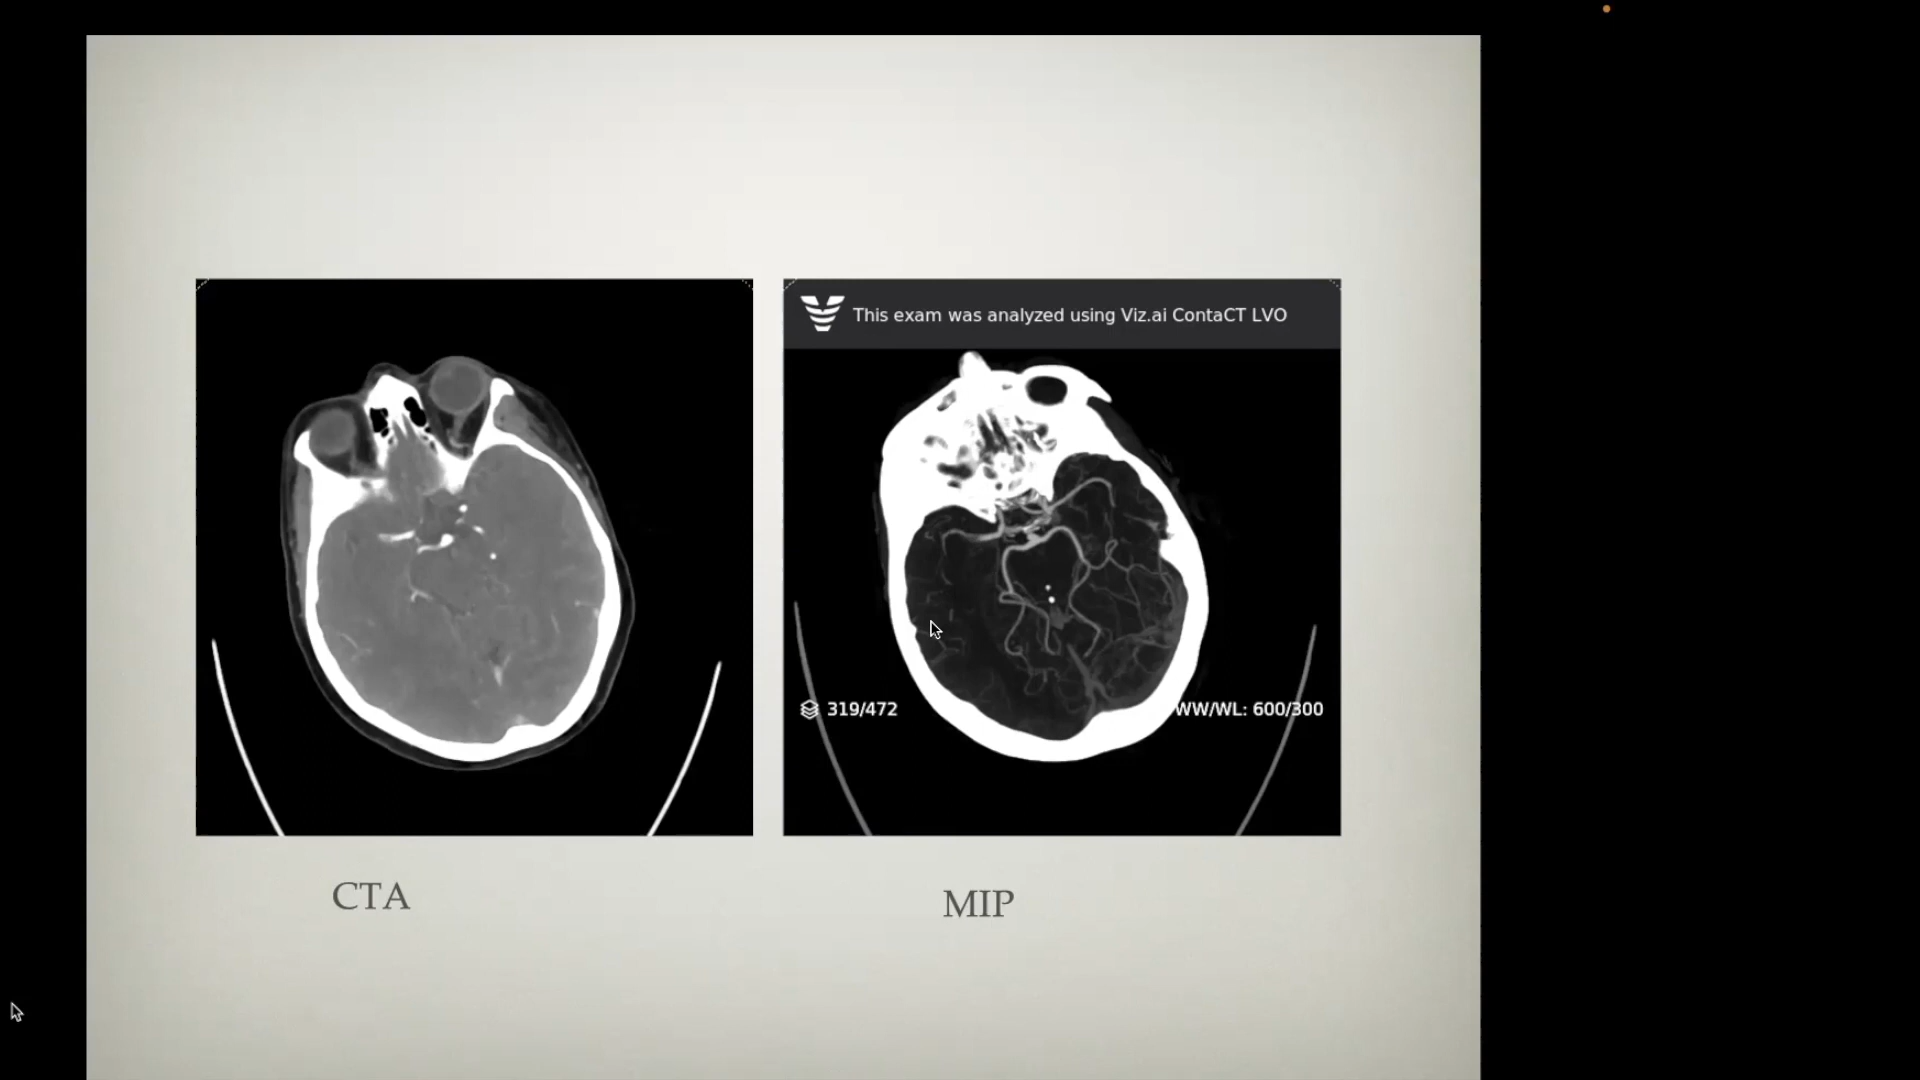 This exam was analyzed using Viz.ai ContaCT LVO
319/472
WW/WL: 600/300
CTA
MIP